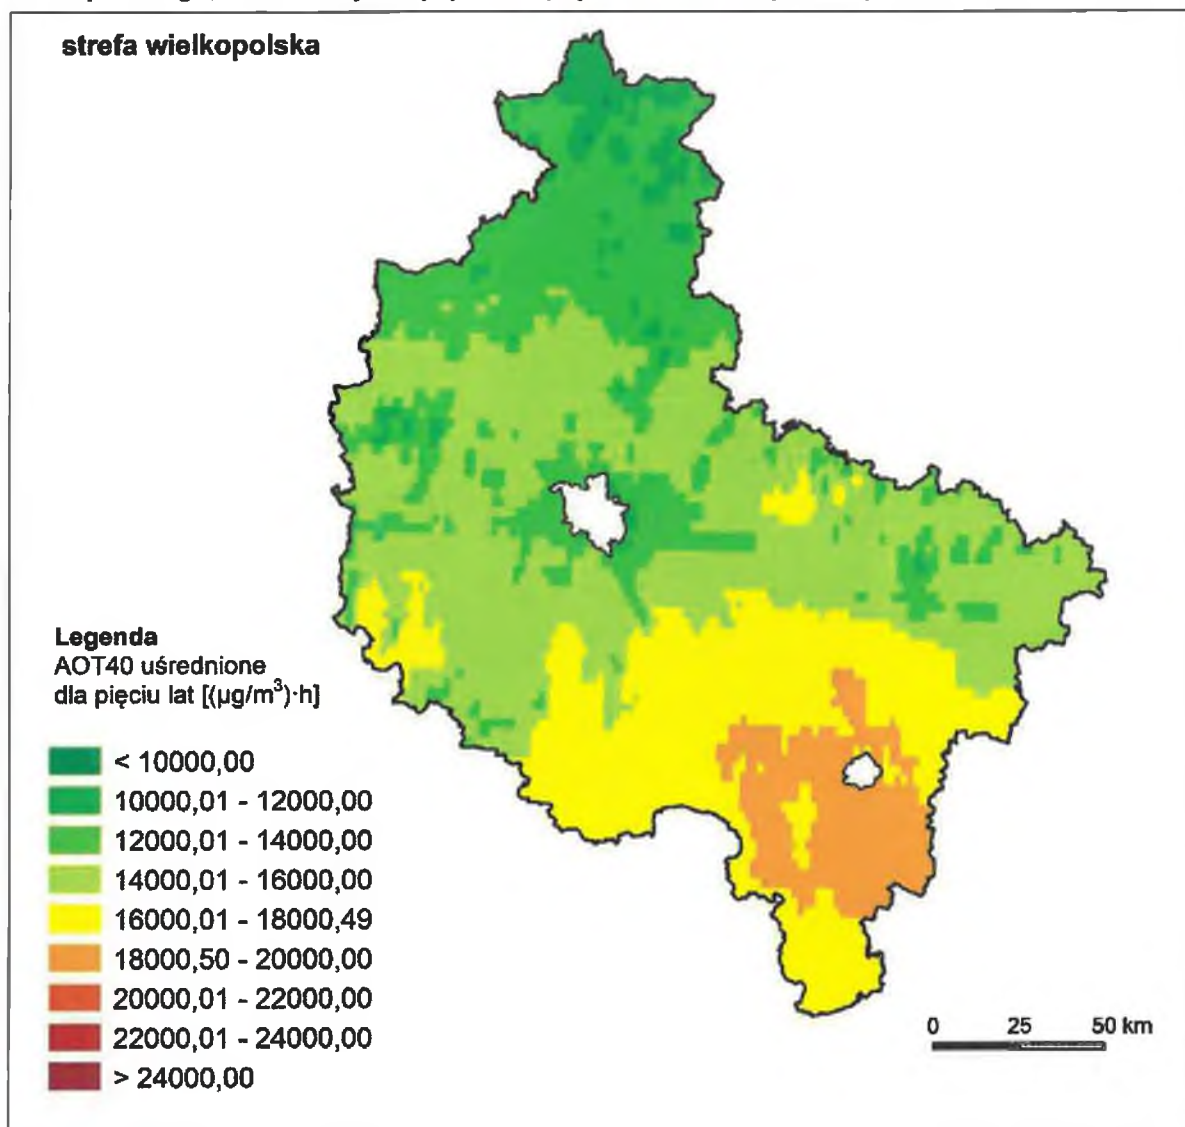 strefa wielkopolska
Legenda
AOT40 uśrednione
dla pięciu lat [(µg/m³)·h]
< 10000,00
10000,01 - 12000,00
12000,01 - 14000,00
14000,01 - 16000,00
16000,01 - 18000,49
18000,50 - 20000,00
20000,01 - 22000,00
22000,01 - 24000,00
> 24000,00
0 25 50 km